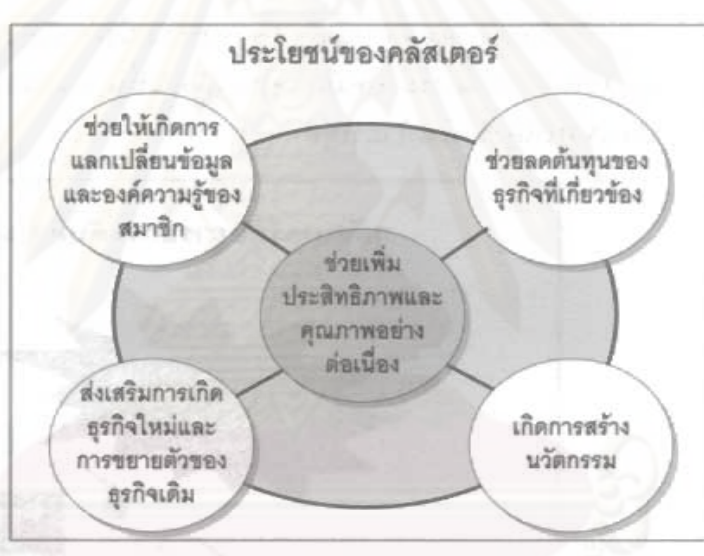 ประโยชน์ของคลัสเตอร์
ช่วยให้เกิดการ
แลกเปลี่ยนข้อมูล
และองค์ความรู้ของ
สมาชิก
ช่วยลดต้นทุนของ
ธุรกิจที่เกี่ยวข้อง
ช่วยเพิ่ม
ประสิทธิภาพและ
คุณภาพอย่าง
ต่อเนื่อง
ส่งเสริมการเกิด
ธุรกิจใหม่และ
การขยายตัวของ
ธุรกิจเดิม
เกิดการสร้าง
นวัตกรรม